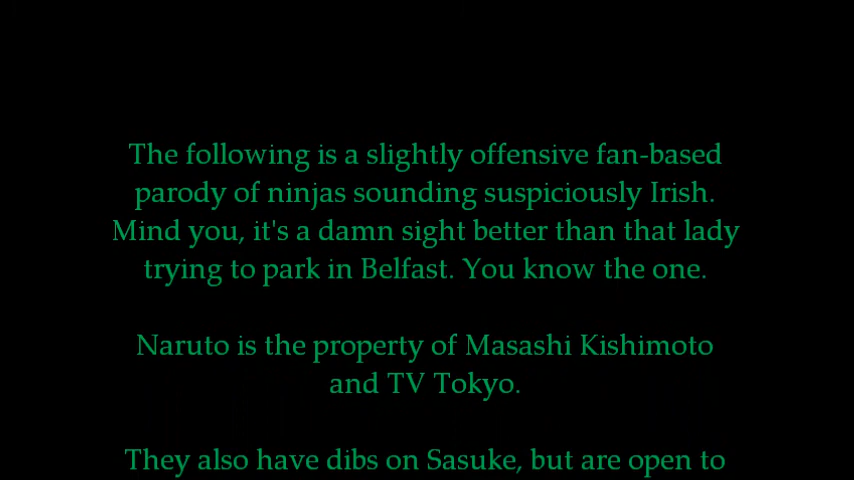 The following is a slightly offensive fan-based
parody of ninjas sounding suspiciously Irish.
Mind you, it's a damn sight better than that lady
trying to park in Belfast. You know the one.
Naruto is the property of Masashi Kishimoto
and TV Tokyo.
They also have dibs on Sasuke, but are open to